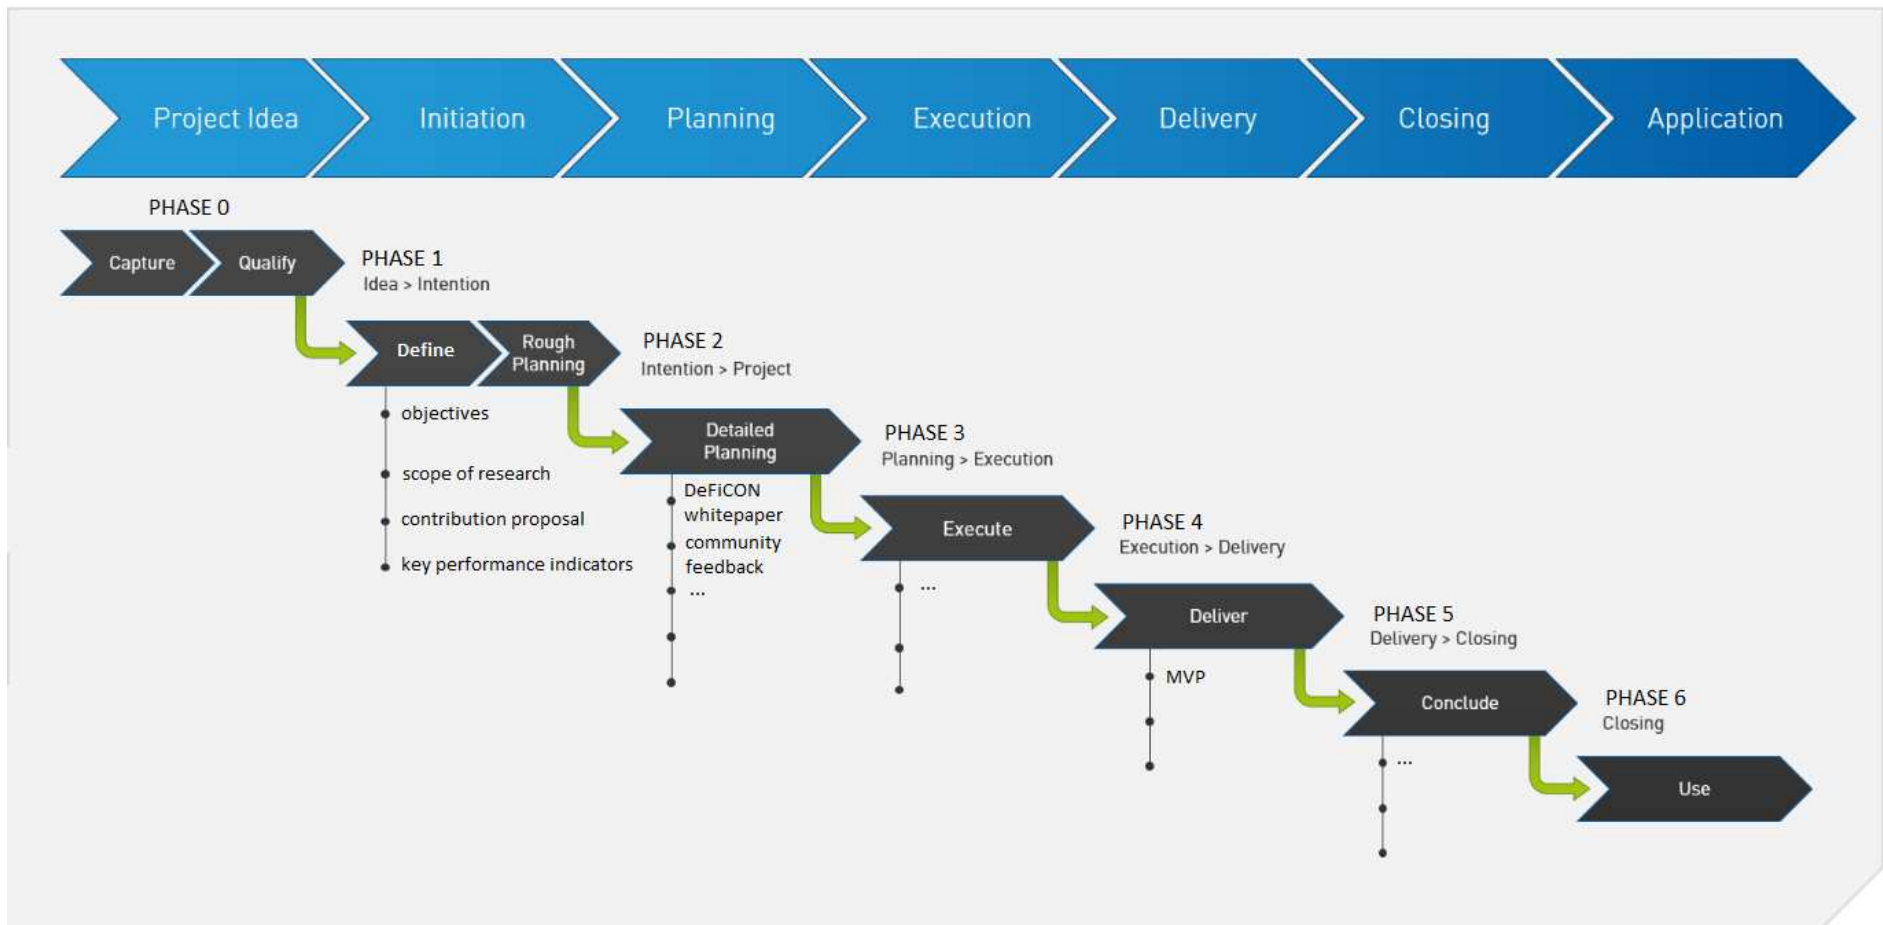 Project Idea
Initiation
Planning
Execution
Delivery
Closing
Application
PHASE 0
Capture
Qualify
PHASE 1
Idea > Intention
Define
Rough
Planning
objectives
scope of research
contribution proposal
key performance indicators
PHASE 2
Intention > Project
Detailed
Planning
DeFiCON
whitepaper
community
feedback
...
PHASE 3
Planning > Execution
Execute
...
PHASE 4
Execution > Delivery
Deliver
MVP
PHASE 5
Delivery > Closing
Conclude
...
PHASE 6
Closing
Use